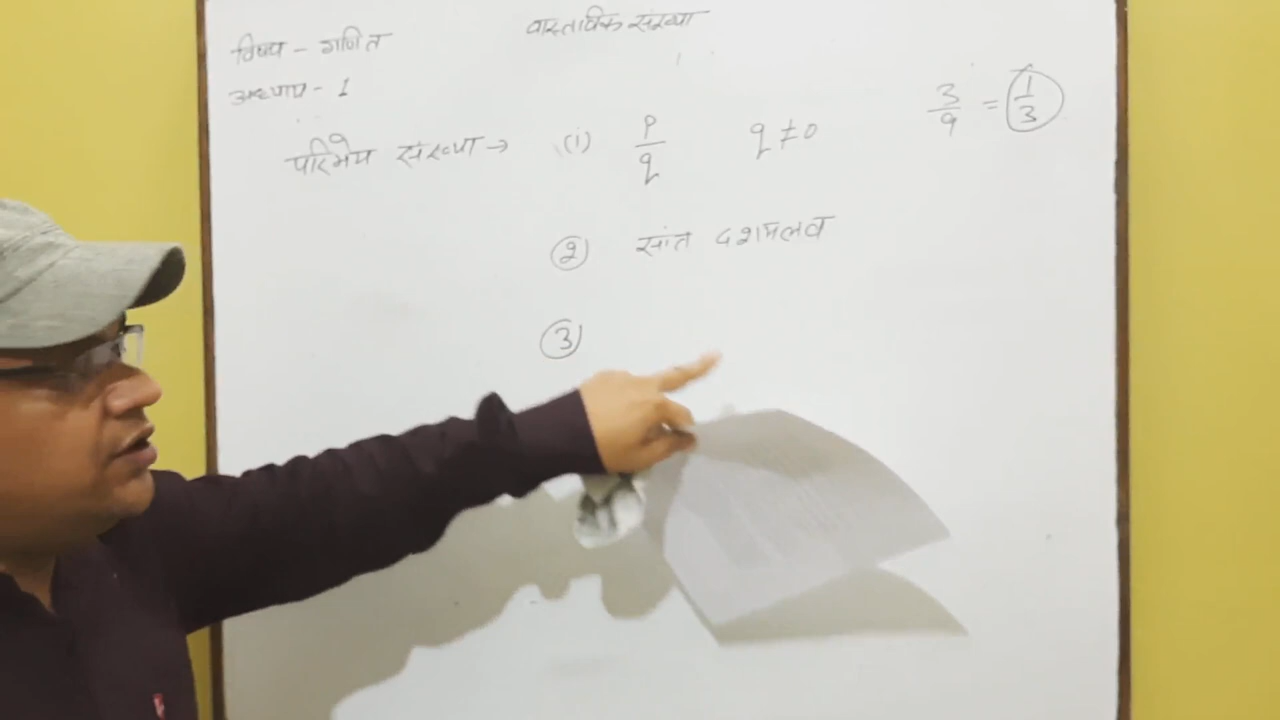 वास्तविक संख्या
विषय - गणित
अध्याय - 1
परिमेय संख्या → (i) p/q q ≠ 0
3/9 = 1/3
② सांत दशमलव
③